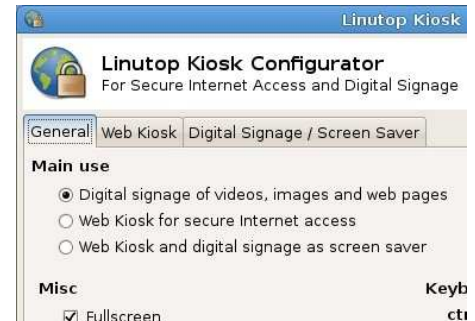 Linutop Kiosk
Linutop Kiosk Configurator
For Secure Internet Access and Digital Signage
General Web Kiosk Digital Signage / Screen Saver
Main use
Digital signage of videos, images and web pages
Web Kiosk for secure Internet access
Web Kiosk and digital signage as screen saver
Misc Keyb
Fullscreen ctr